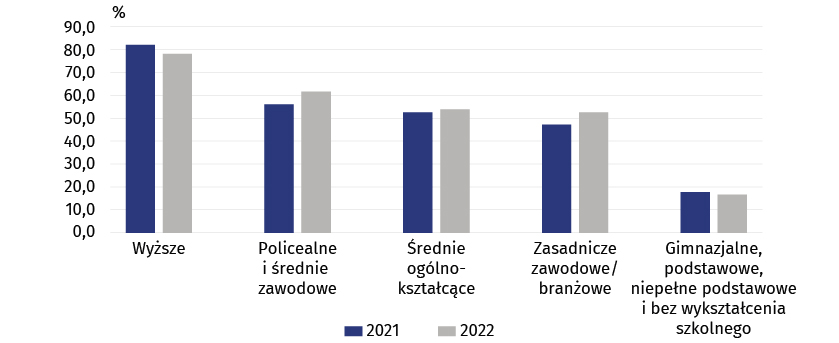 %
90,0
80,0
70,0
60,0
50,0
40,0
30,0
20,0
10,0
0,0
Wyższe
Policealne
i średnie
zawodowe
Średnie
ogólno-
kształcące
Zasadnicze
zawodowe/
branżowe
Gimnazjalne,
podstawowe,
niepełne podstawowe
i bez wykształcenia
szkolnego
2021
2022